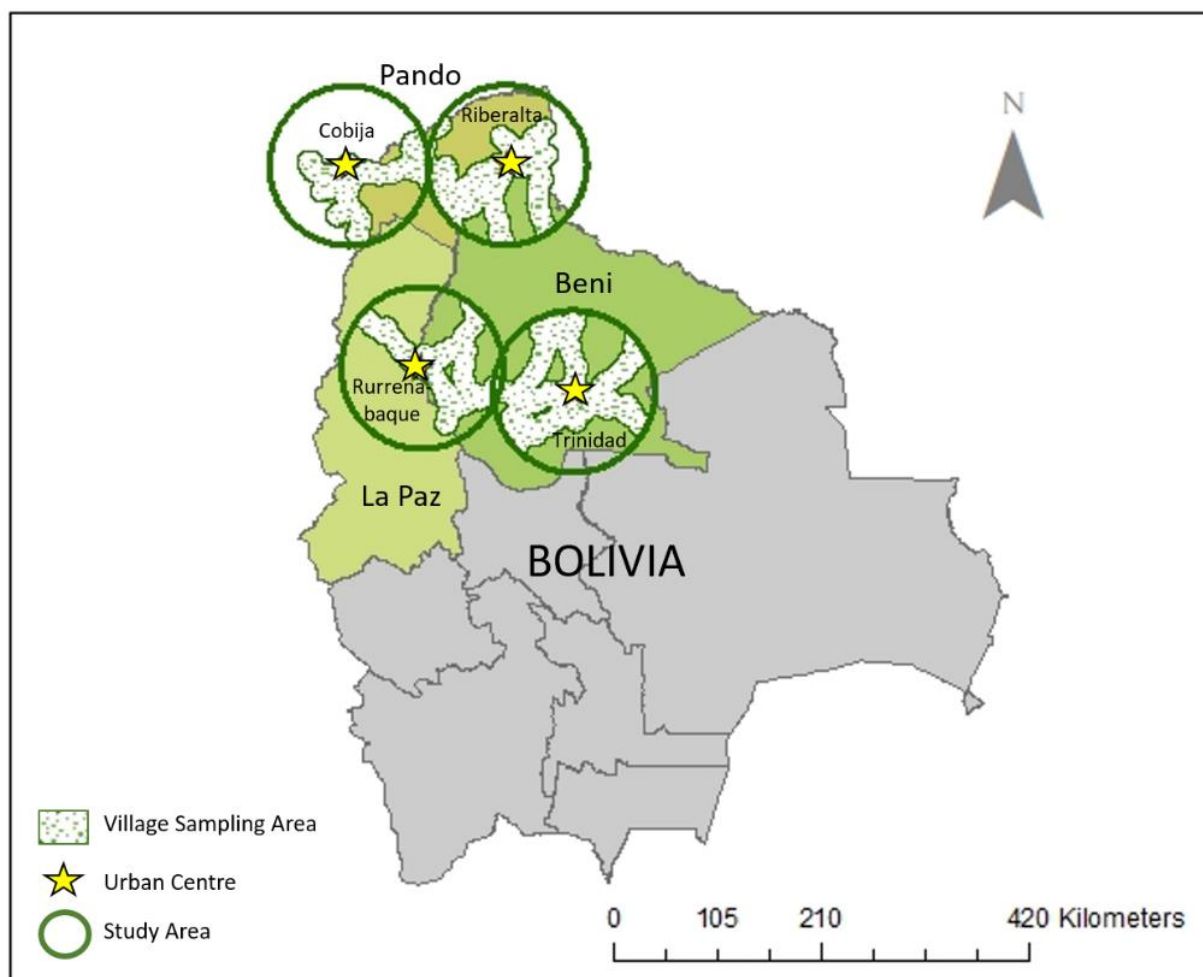 Pando
Cobija
Riberalta
N
Beni
Rurrena-
baque
Trinidad
La Paz
BOLIVIA
Village Sampling Area
Urban Centre
Study Area
0 105 210 420 Kilometers